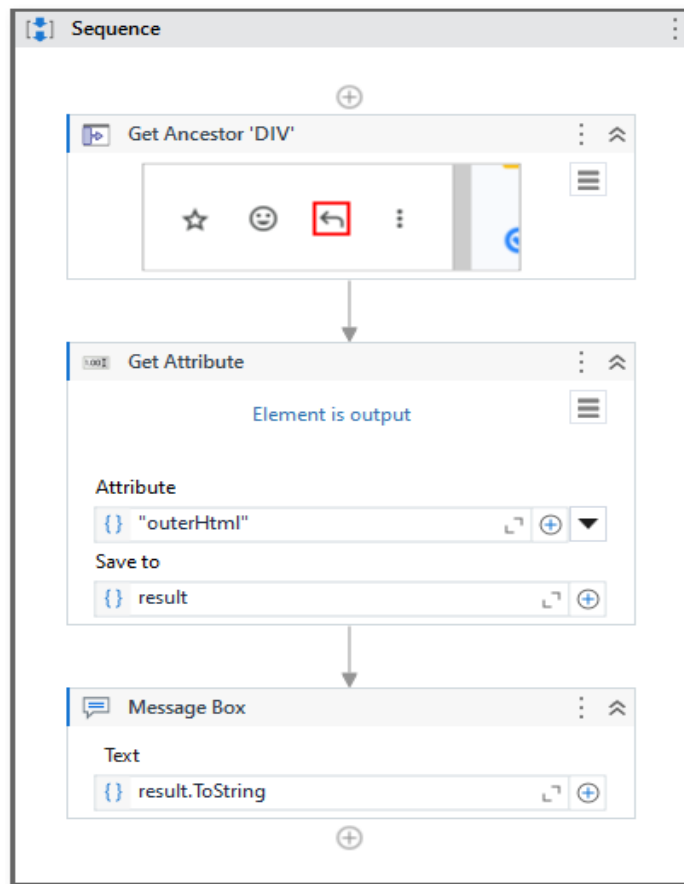 Sequence
Get Ancestor 'DIV'
Get Attribute
Element is output
Attribute
{} "outerHtml"
Save to
{} result
Message Box
Text
{} result.ToString